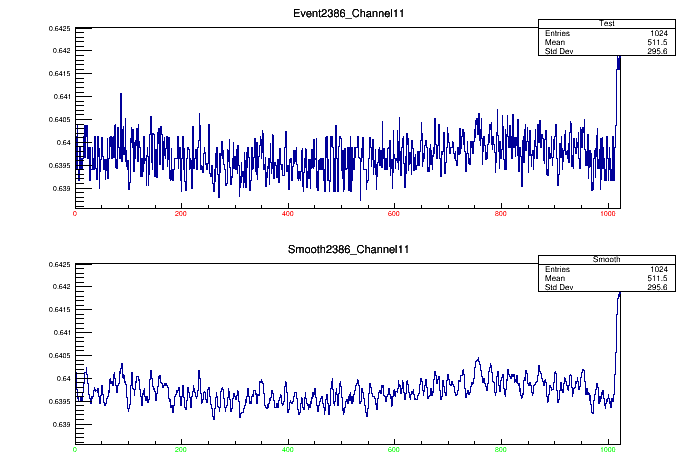 Event2386_Channel11
Test
Entries 1024
Mean 511.5
Std Dev 295.6
0.6425
0.642
0.6415
0.641
0.6405
0.64
0.6395
0.639
0 200 400 600 800 1000
Smooth2386_Channel11
Smooth
Entries 1024
Mean 511.5
Std Dev 295.6
0.6425
0.642
0.6415
0.641
0.6405
0.64
0.6395
0.639
0 200 400 600 800 1000